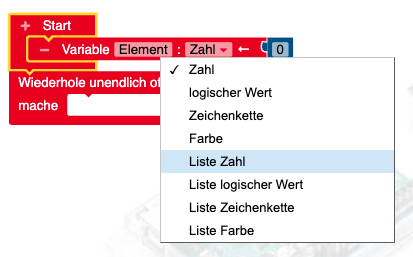 + Start
− Variable Element : Zahl ▾ ← 0
✓ Zahl
Wiederhole unendlich of
logischer Wert
mache
Zeichenkette
Farbe
Liste Zahl
Liste logischer Wert
Liste Zeichenkette
Liste Farbe